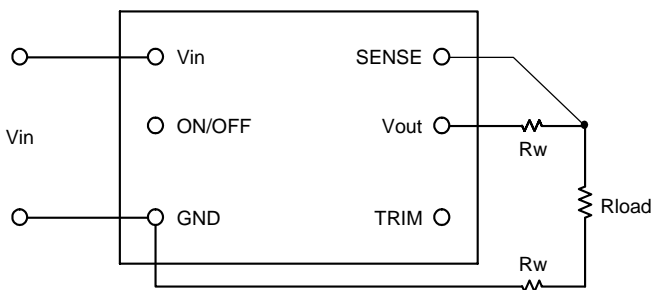 Vin
SENSE
Vin
ON/OFF
Vout
Rw
GND
TRIM
Rload
Rw